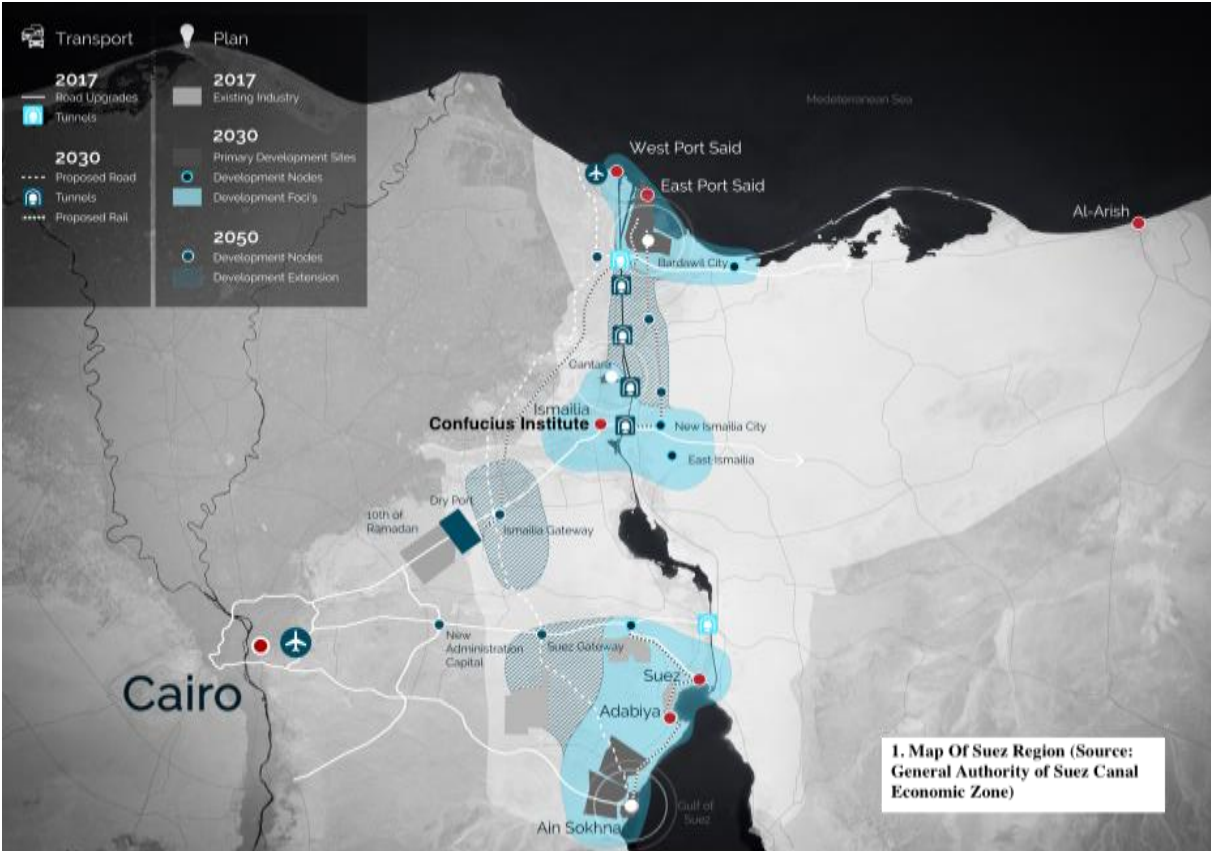 Transport
2017
Road Upgrades
Tunnels
2030
Proposed Road
Tunnels
Proposed Rail
Plan
2017
Existing Industry
2030
Primary Development Sites
Development Nodes
Development Foci's
2050
Development Nodes
Development Extension
Medeterranean Sea
West Port Said
East Port Said
Al-Arish
Bardawil City
Qantara
Ismailia
Confucius Institute
New Ismailia City
East Ismailia
Dry Port
10th of
Ramadan
Ismailia Gateway
New
Administration
Capital
Suez Gateway
Cairo
Suez
Adabiya
Ain Sokhna
Gulf of
Suez
1. Map Of Suez Region (Source:
General Authority of Suez Canal
Economic Zone)